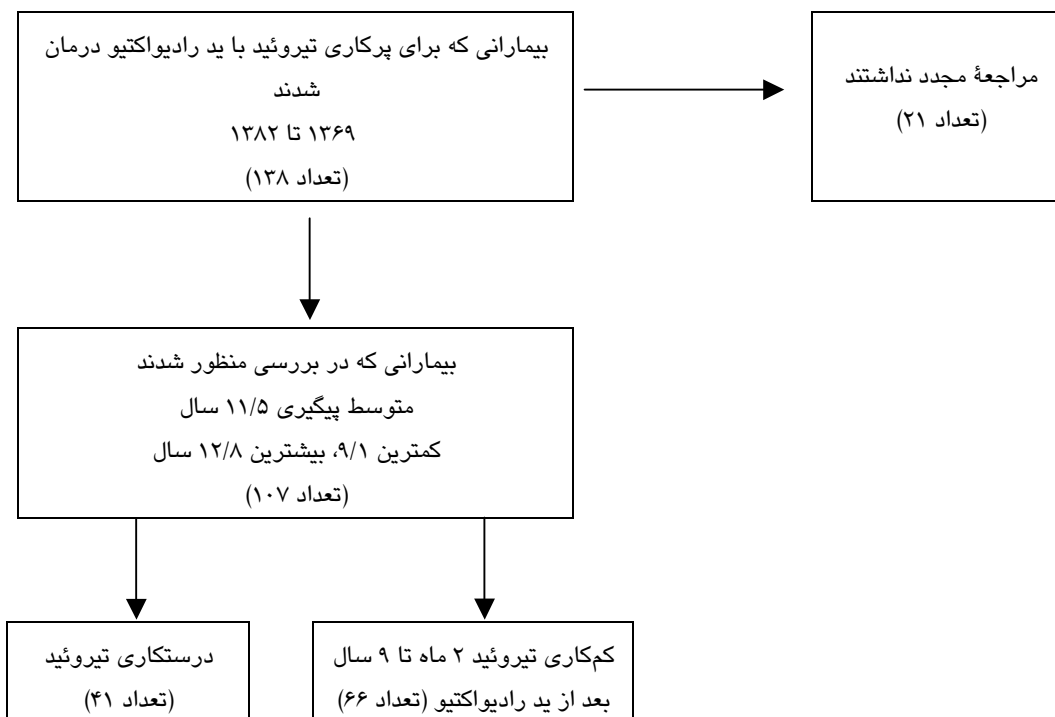 بیمارانی که برای پرکاری تیروئید با ید رادیواکتیو درمان
شدند
۱۳۶۹ تا ۱۳۸۲
(تعداد ۱۳۸)
مراجعهٔ مجدد نداشتند
(تعداد ۲۱)
بیمارانی که در بررسی منظور شدند
متوسط پیگیری ۱۱/۵ سال
کمترین ۹/۱، بیشترین ۱۲/۸ سال
(تعداد ۱۰۷)
کم‌کاری تیروئید ۲ ماه تا ۹ سال
بعد از ید رادیواکتیو (تعداد ۶۶)
درستکاری تیروئید
(تعداد ۴۱)